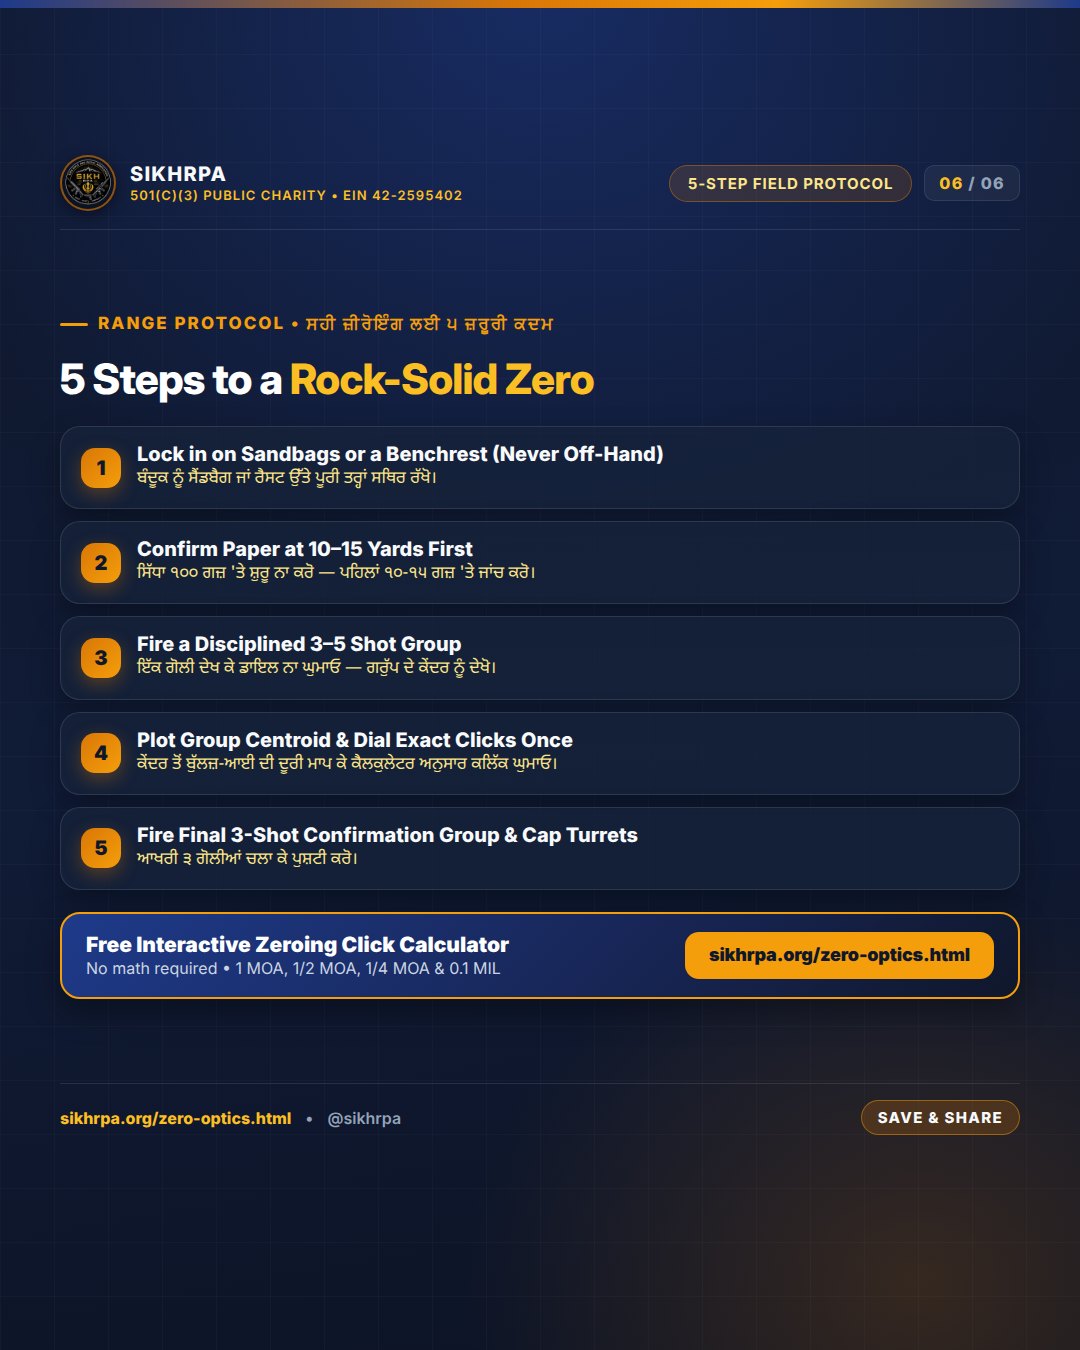 SIKH
SIKHRPA
501(C)(3) PUBLIC CHARITY • EIN 42-2595402
5-STEP FIELD PROTOCOL
06 / 06
RANGE PROTOCOL • ਸਹੀ ਜ਼ੀਰੋਇੰਗ ਲਈ ੫ ਜ਼ਰੂਰੀ ਕਦਮ
5 Steps to a Rock-Solid Zero
1
Lock in on Sandbags or a Benchrest (Never Off-Hand)
ਬੰਦੂਕ ਨੂੰ ਸੈਂਡਬੈਗ ਜਾਂ ਰੈਸਟ ਉੱਤੇ ਪੂਰੀ ਤਰ੍ਹਾਂ ਸਥਿਰ ਰੱਖੋ।
2
Confirm Paper at 10–15 Yards First
ਸਿੱਧਾ ੧੦੦ ਗਜ਼ 'ਤੇ ਸ਼ੁਰੂ ਨਾ ਕਰੋ — ਪਹਿਲਾਂ ੧੦-੧੫ ਗਜ਼ 'ਤੇ ਜਾਂਚ ਕਰੋ।
3
Fire a Disciplined 3–5 Shot Group
ਇੱਕ ਗੋਲੀ ਦੇਖ ਕੇ ਡਾਇਲ ਨਾ ਘੁਮਾਓ — ਗਰੁੱਪ ਦੇ ਕੇਂਦਰ ਨੂੰ ਦੇਖੋ।
4
Plot Group Centroid & Dial Exact Clicks Once
ਕੇਂਦਰ ਤੋਂ ਬੁੱਲਜ਼-ਆਈ ਦੀ ਦੂਰੀ ਮਾਪ ਕੇ ਕੈਲਕੁਲੇਟਰ ਅਨੁਸਾਰ ਕਲਿੱਕ ਘੁਮਾਓ।
5
Fire Final 3-Shot Confirmation Group & Cap Turrets
ਆਖਰੀ ੩ ਗੋਲੀਆਂ ਚਲਾ ਕੇ ਪੁਸ਼ਟੀ ਕਰੋ।
Free Interactive Zeroing Click Calculator
No math required • 1 MOA, 1/2 MOA, 1/4 MOA & 0.1 MIL
sikhrpa.org/zero-optics.html
sikhrpa.org/zero-optics.html • @sikhrpa
SAVE & SHARE